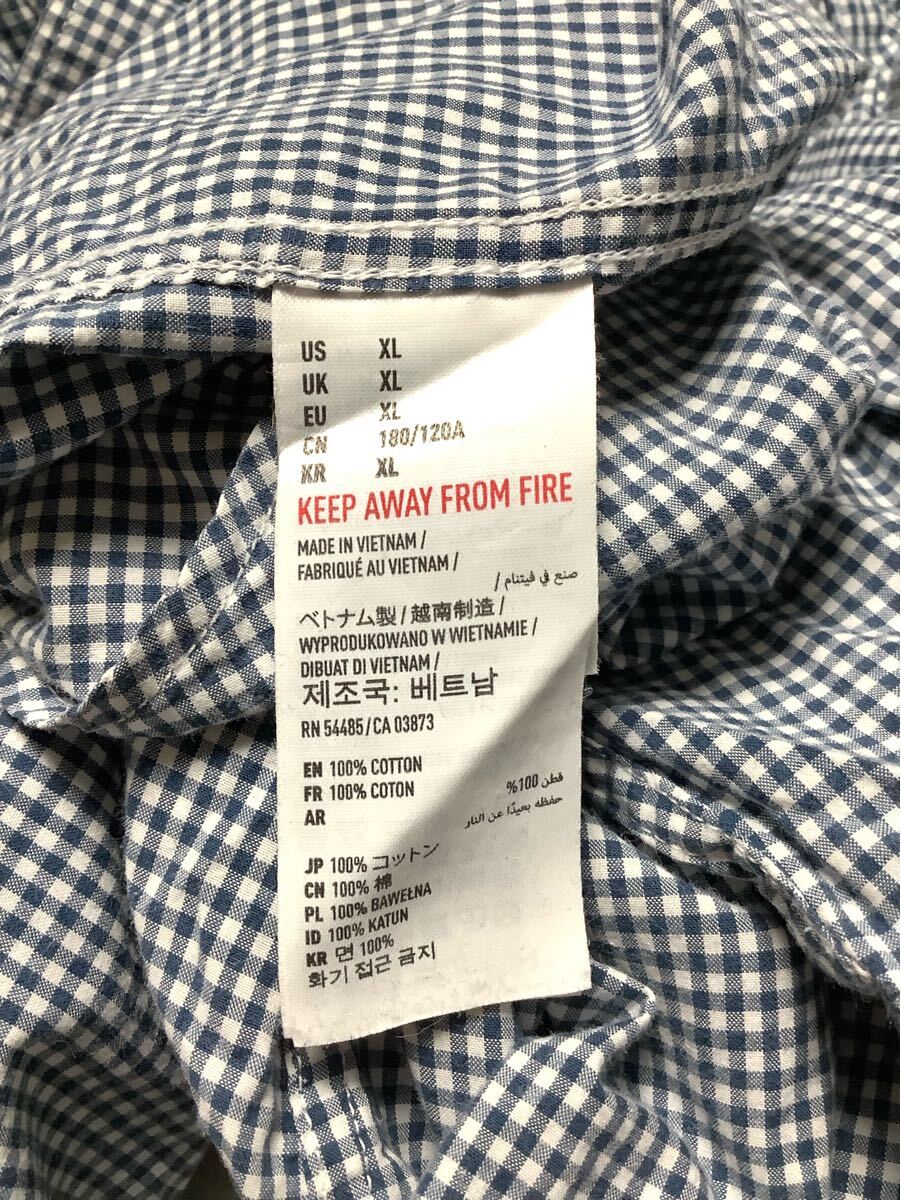 US XL
UK XL
EU XL
CN 180/120A
KR XL
KEEP AWAY FROM FIRE
MADE IN VIETNAM /
FABRIQUÉ AU VIETNAM /
صنع في فيتنام /
ベトナム製 / 越南制造 /
WYPRODUKOWANO W WIETNAMIE /
DIBUAT DI VIETNAM /
제조국: 베트남
RN 54485 / CA 03873
EN 100% COTTON
FR 100% COTON
AR قطن 100%
حفظه بعيدًا عن النار
JP 100% コットン
CN 100% 棉
PL 100% BAWEŁNA
ID 100% KATUN
KR 면 100%
화기 접근 금지